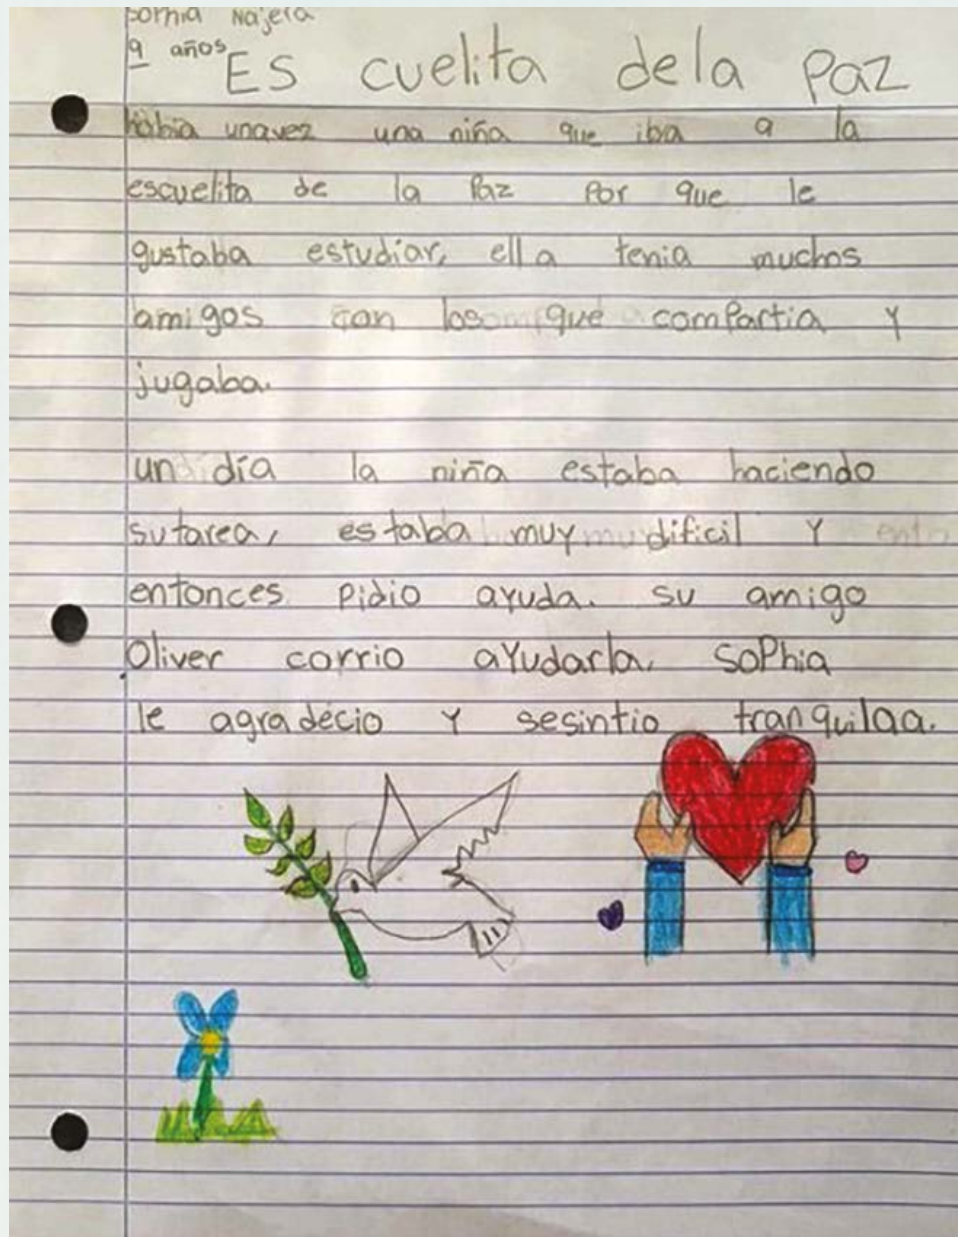 Najera
9 años
ES cuelita dela Paz
había unavez una niña que iba a la
escuelita de la Paz Por que le
gustaba estudiar, ella tenia muchos
amigos con los que comPartia Y
jugaba.
un día la niña estaba haciendo
sutarea, estaba muy dificil Y
entonces Pidio aYuda. su amigo
Oliver corrio aYudarla, SoPhia
le agradecio Y sesintio tranquilaa.